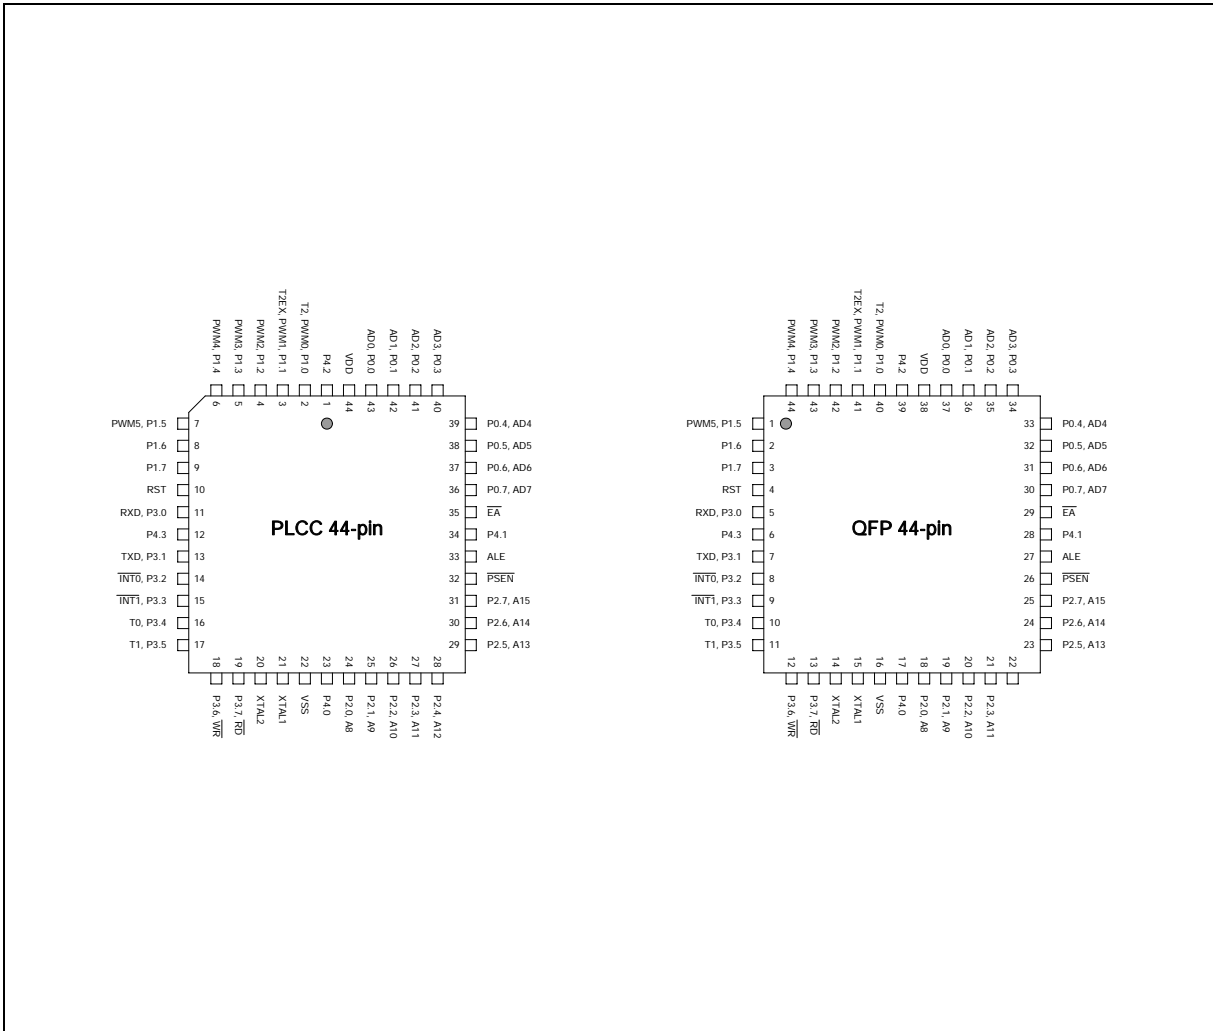 T2EX, PWM1, P1.1
T2, PWM0, P1.0
PWM4, P1.4
PWM3, P1.3
PWM2, P1.2
P4.2
VDD
AD0, P0.0
AD1, P0.1
AD2, P0.2
AD3, P0.3
6
5
4
3
2
1
44
43
42
41
40
PWM5, P1.5 7
P1.6 8
P1.7 9
RST 10
RXD, P3.0 11
P4.3 12
TXD, P3.1 13
INT0, P3.2 14
INT1, P3.3 15
T0, P3.4 16
T1, P3.5 17
PLCC 44-pin
39 P0.4, AD4
38 P0.5, AD5
37 P0.6, AD6
36 P0.7, AD7
35 EA
34 P4.1
33 ALE
32 PSEN
31 P2.7, A15
30 P2.6, A14
29 P2.5, A13
18
19
20
21
22
23
24
25
26
27
28
P3.6, WR
P3.7, RD
XTAL2
XTAL1
VSS
P4.0
P2.0, A8
P2.1, A9
P2.2, A10
P2.3, A11
P2.4, A12
PWM4, P1.4
PWM3, P1.3
PWM2, P1.2
T2EX, PWM1, P1.1
T2, PWM0, P1.0
P4.2
VDD
AD0, P0.0
AD1, P0.1
AD2, P0.2
AD3, P0.3
44
43
42
41
40
39
38
37
36
35
34
PWM5, P1.5 1
P1.6 2
P1.7 3
RST 4
RXD, P3.0 5
P4.3 6
TXD, P3.1 7
INT0, P3.2 8
INT1, P3.3 9
T0, P3.4 10
T1, P3.5 11
QFP 44-pin
33 P0.4, AD4
32 P0.5, AD5
31 P0.6, AD6
30 P0.7, AD7
29 EA
28 P4.1
27 ALE
26 PSEN
25 P2.7, A15
24 P2.6, A14
23 P2.5, A13
12
13
14
15
16
17
18
19
20
21
22
P3.6, WR
P3.7, RD
XTAL2
XTAL1
VSS
P4.0
P2.0, A8
P2.1, A9
P2.2, A10
P2.3, A11